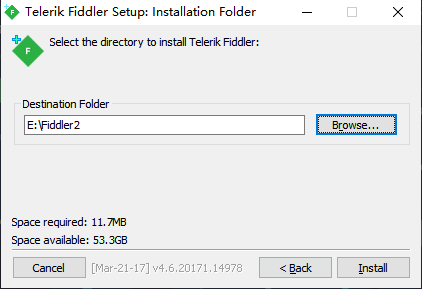 Telerik Fiddler Setup: Installation Folder
F
Select the directory to install Telerik Fiddler:
Destination Folder
E:\Fiddler2
Browse...
Space required: 11.7MB
Space available: 53.3GB
Cancel [Mar-21-17] v4.6.20171.14978 < Back Install